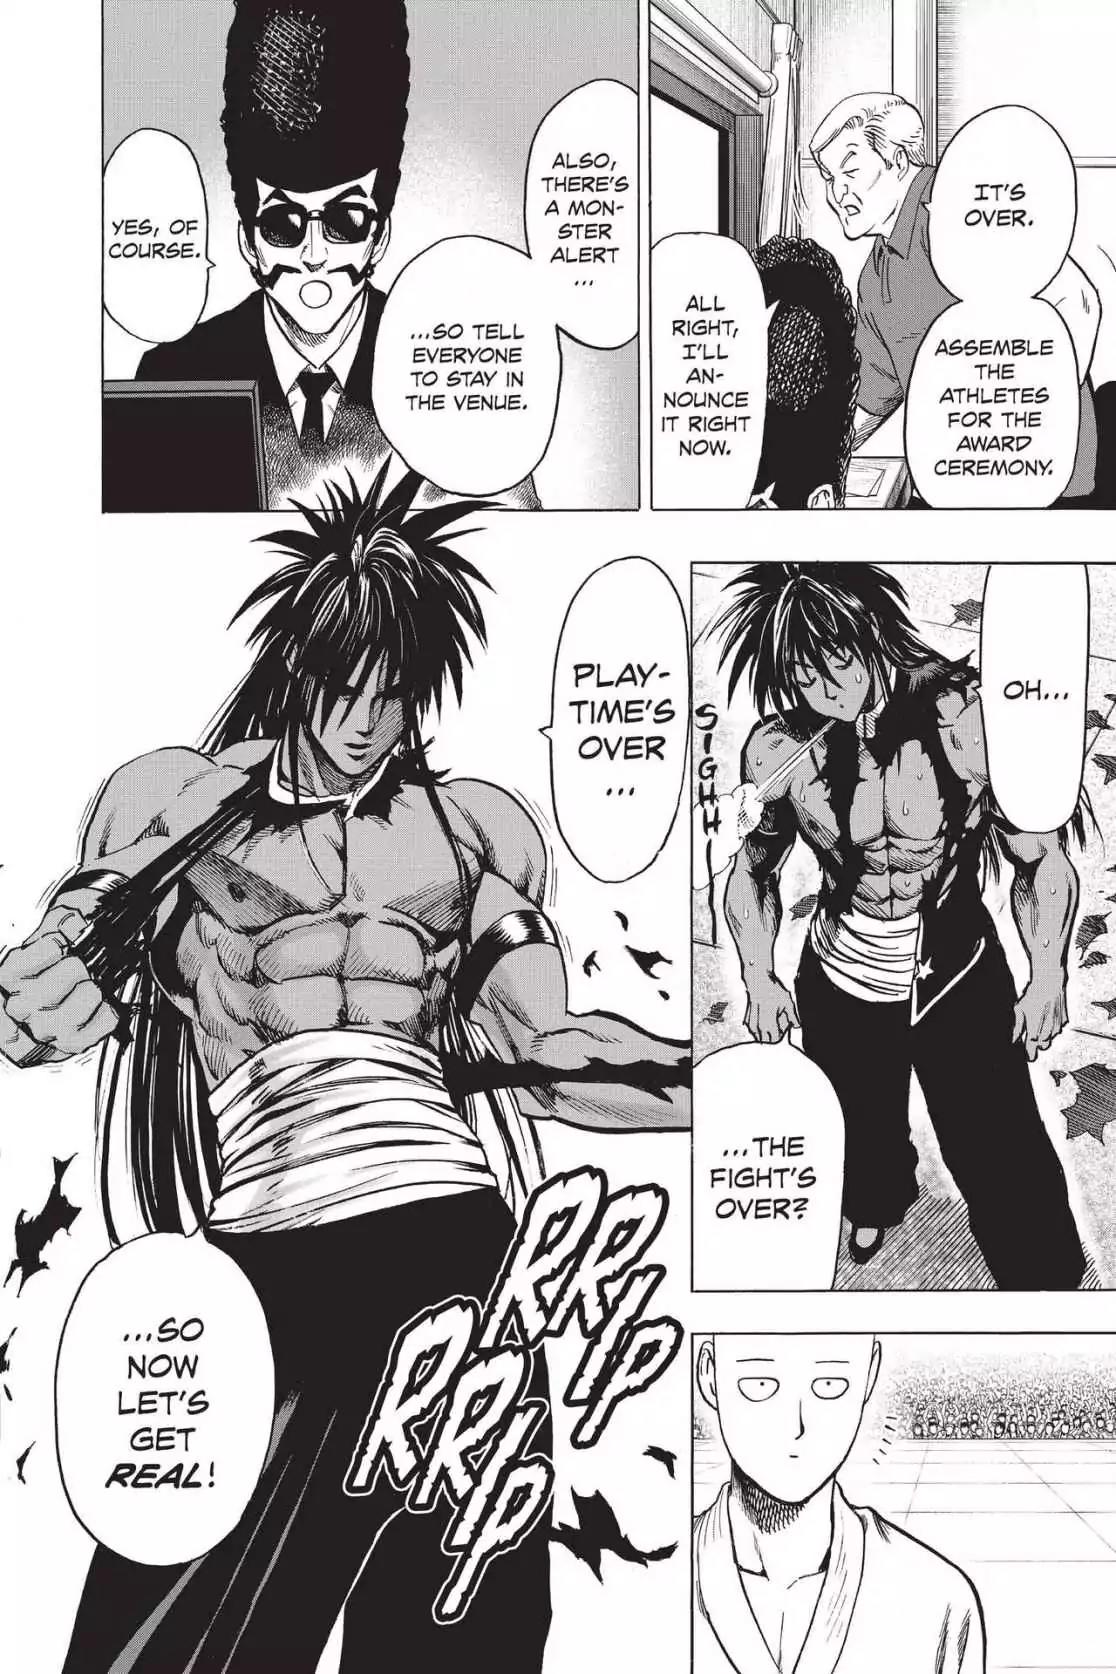 IT'S
OVER.
ASSEMBLE
THE
ATHLETES
FOR THE
AWARD
CEREMONY.
ALL
RIGHT,
I'LL
AN-
NOUNCE
IT RIGHT
NOW.
ALSO,
THERE'S
A MON-
STER
ALERT
...
...SO TELL
EVERYONE
TO STAY IN
THE VENUE.
YES, OF
COURSE.
OH...
SIGHH
...THE
FIGHT'S
OVER?
PLAY-
TIME'S
OVER
...
RRIP
RRIP
...SO
NOW
LET'S
GET
REAL!